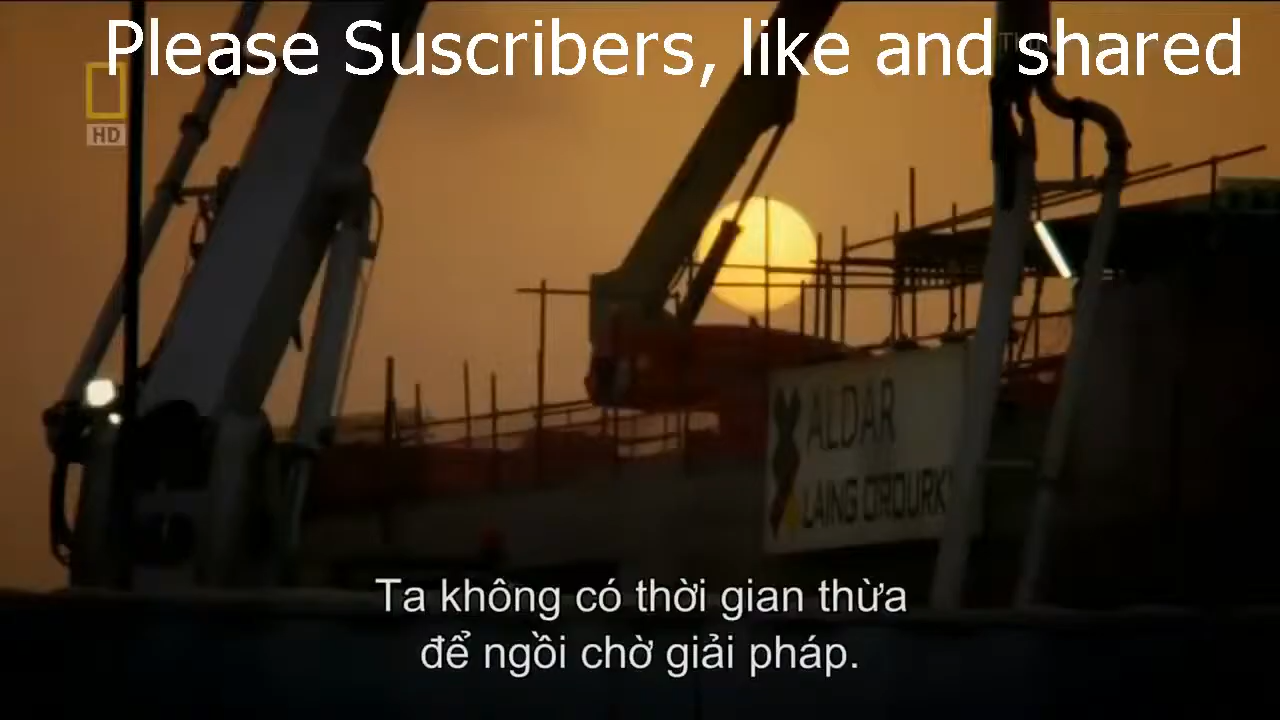 Please Suscribers, like and shared
HD
ALDAR
LAING O'ROURK
Ta không có thời gian thừa
để ngồi chờ giải pháp.